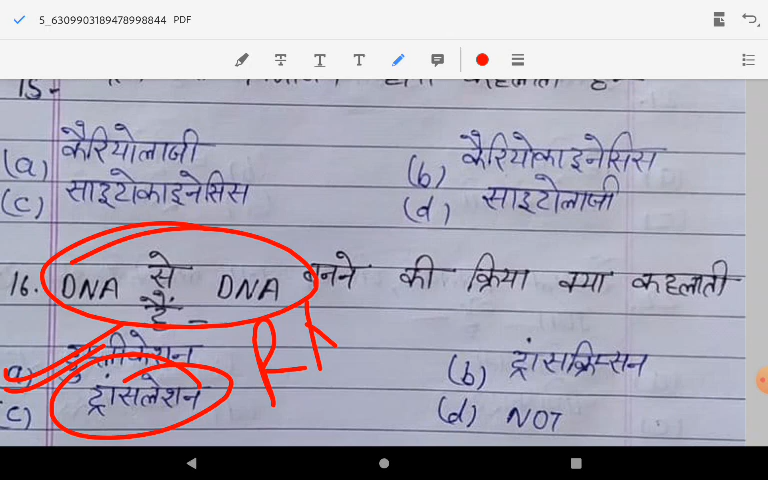 5_6309903189478998844 PDF
15-
(a) कैरियोलाजी (b) कैरियोकाइनेसिस
(c) साइटोकाइनेसिस (d) साइटोलाजी
16. DNA से DNA बनने की क्रिया क्या कहलाती
हैं -
a) (b) ट्रांसक्रिप्सन
c) ट्रांसलेशन (d) NOT